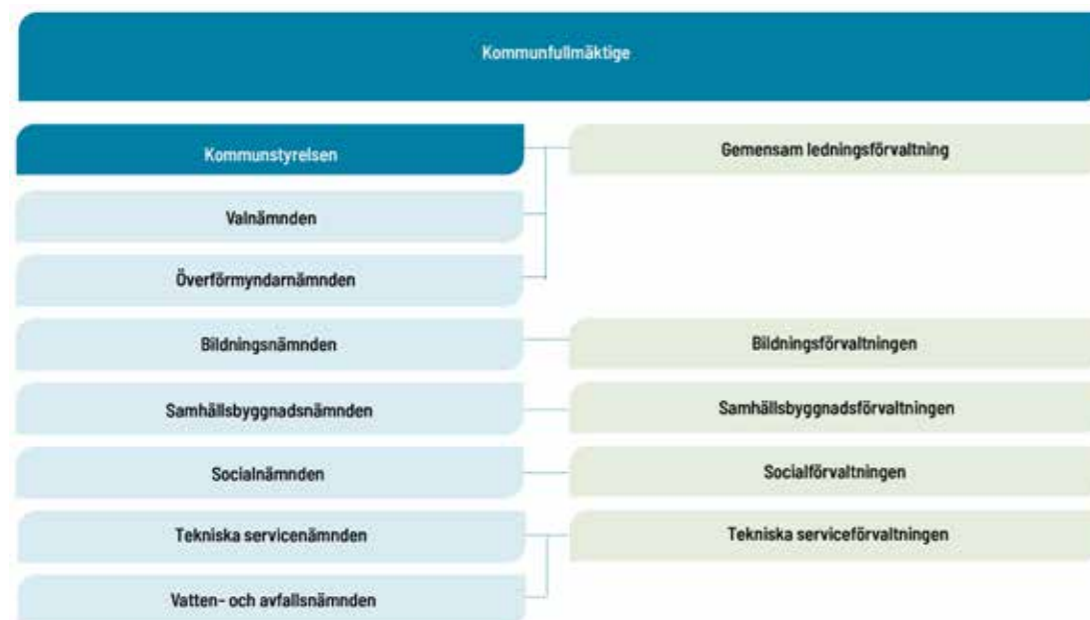 Kommunfullmäktige
Kommunstyrelsen
Gemensam ledningsförvaltning
Valnämnden
Överförmyndarnämnden
Bildningsnämnden
Bildningsförvaltningen
Samhällsbyggnadsnämnden
Samhällsbyggnadsförvaltningen
Socialnämnden
Socialförvaltningen
Tekniska servicenämnden
Tekniska serviceförvaltningen
Vatten- och avfallsnämnden